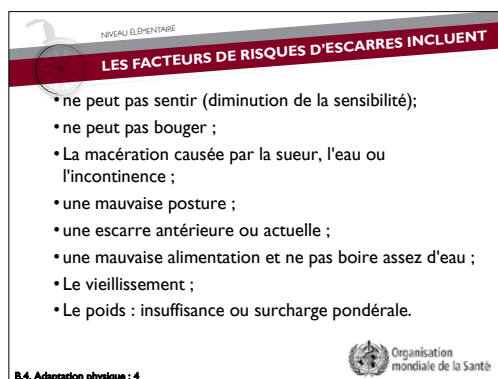 NIVEAU ÉLÉMENTAIRE
LES FACTEURS DE RISQUES D'ESCARRES INCLUENT
• ne peut pas sentir (diminution de la sensibilité);
• ne peut pas bouger ;
• La macération causée par la sueur, l'eau ou
l'incontinence ;
• une mauvaise posture ;
• une escarre antérieure ou actuelle ;
• une mauvaise alimentation et ne pas boire assez d'eau ;
• Le vieillissement ;
• Le poids : insuffisance ou surcharge pondérale.
Organisation
mondiale de la Santé
B.4. Adaptation physique : 4